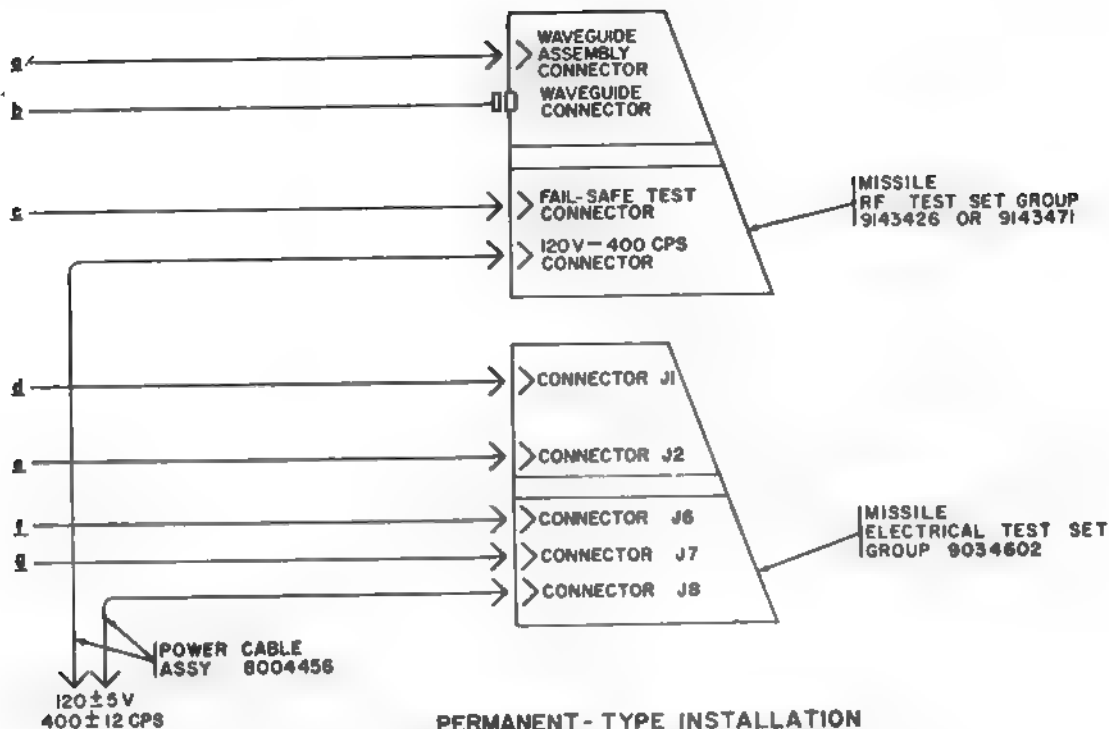 a
WAVEGUIDE
ASSEMBLY
CONNECTOR
b
WAVEGUIDE
CONNECTOR
c
FAIL-SAFE TEST
CONNECTOR
120V-400 CPS
CONNECTOR
MISSILE
RF TEST SET GROUP
9143426 OR 9143471
d
CONNECTOR J1
e
CONNECTOR J2
f
CONNECTOR J6
g
CONNECTOR J7
CONNECTOR J8
MISSILE
ELECTRICAL TEST SET
GROUP 9034602
POWER CABLE
ASSY 8004456
120±5V
400±12 CPS
PERMANENT-TYPE INSTALLATION